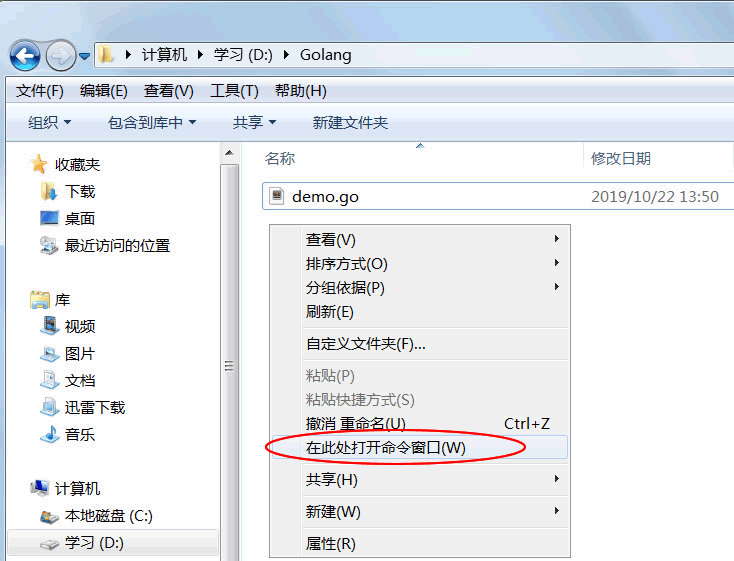 计算机 学习 (D:) Golang
文件(F) 编辑(E) 查看(V) 工具(T) 帮助(H)
组织 包含到库中 共享 新建文件夹
收藏夹
下载
桌面
最近访问的位置
库
视频
图片
文档
迅雷下载
音乐
计算机
本地磁盘 (C:)
学习 (D:)
名称 修改日期
demo.go 2019/10/22 13:50
查看(V)
排序方式(O)
分组依据(P)
刷新(E)
自定义文件夹(F)...
粘贴(P)
粘贴快捷方式(S)
撤消 重命名(U) Ctrl+Z
在此处打开命令窗口(W)
共享(H)
新建(W)
属性(R)